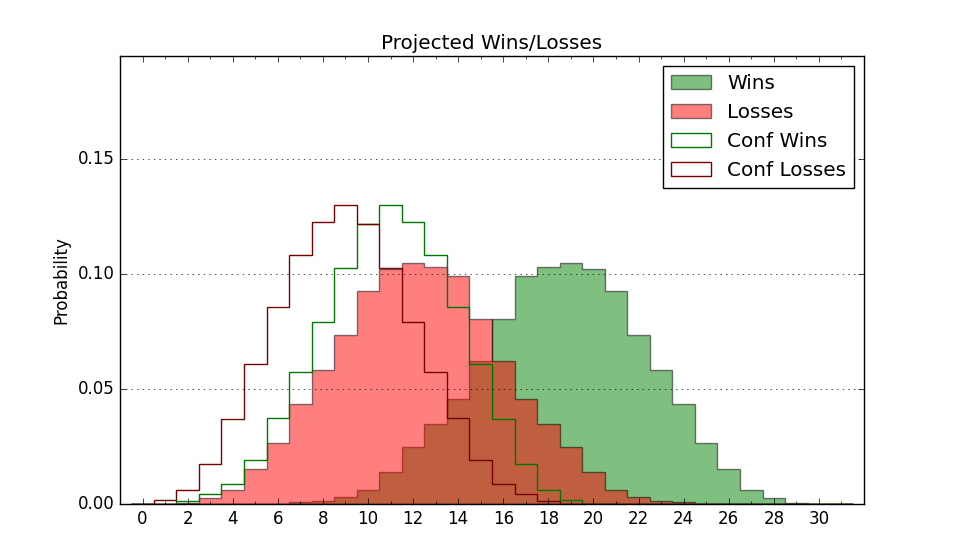 Projected Wins/Losses
Wins
Losses
Conf Wins
Conf Losses
Probability
0.15
0.10
0.05
0.00
0 2 4 6 8 10 12 14 16 18 20 22 24 26 28 30